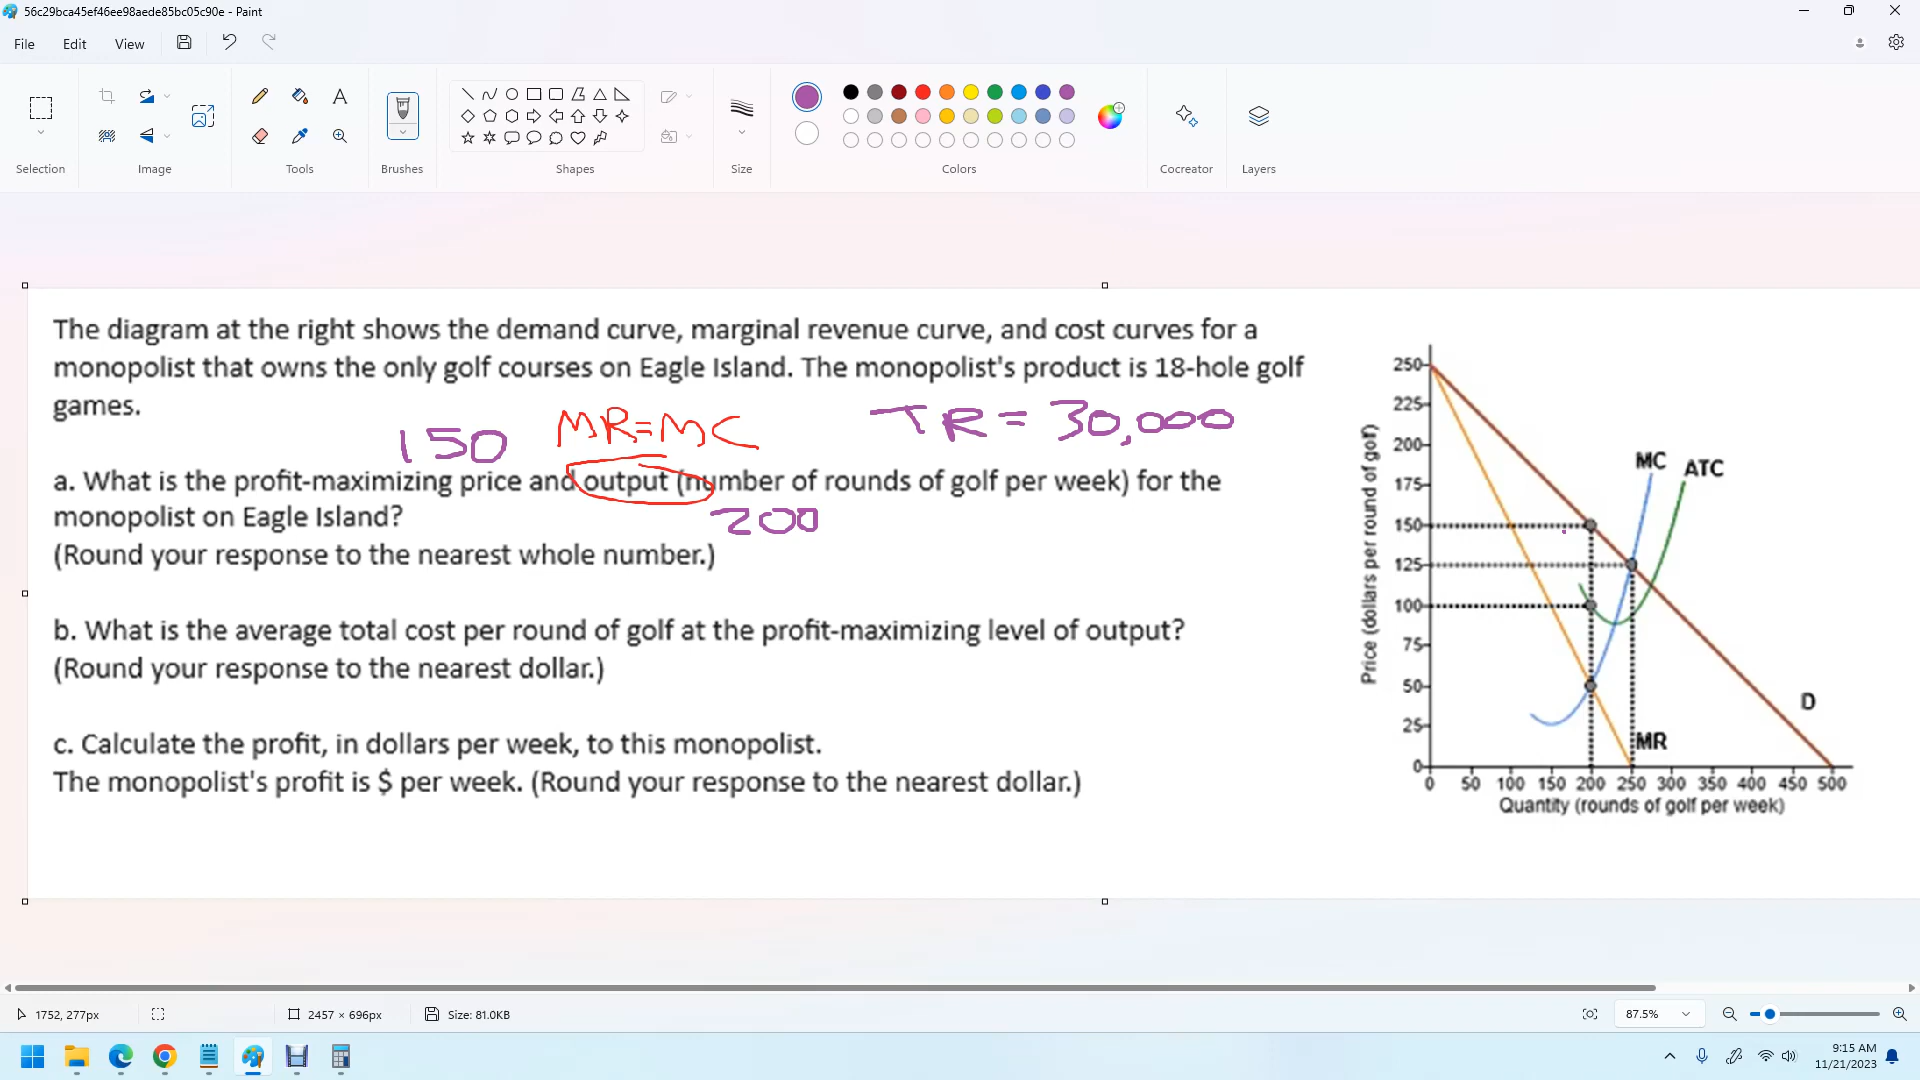 56c29bca45ef46ee98aede85bc05c90e - Paint
File Edit View
Selection Image Tools Brushes Shapes Size Colors Cocreator Layers
The diagram at the right shows the demand curve, marginal revenue curve, and cost curves for a
monopolist that owns the only golf courses on Eagle Island. The monopolist's product is 18-hole golf
games.
150 MR=MC TR = 30,000
a. What is the profit-maximizing price and output (number of rounds of golf per week) for the
monopolist on Eagle Island?
200
(Round your response to the nearest whole number.)
b. What is the average total cost per round of golf at the profit-maximizing level of output?
(Round your response to the nearest dollar.)
c. Calculate the profit, in dollars per week, to this monopolist.
The monopolist's profit is $ per week. (Round your response to the nearest dollar.)
Price (dollars per round of golf)
250
225
200
175
150
125
100
75
50
25
0
MC ATC
D
MR
0 50 100 150 200 250 300 350 400 450 500
Quantity (rounds of golf per week)
1752, 277px 2457 × 696px Size: 81.0KB 87.5%
9:15 AM
11/21/2023